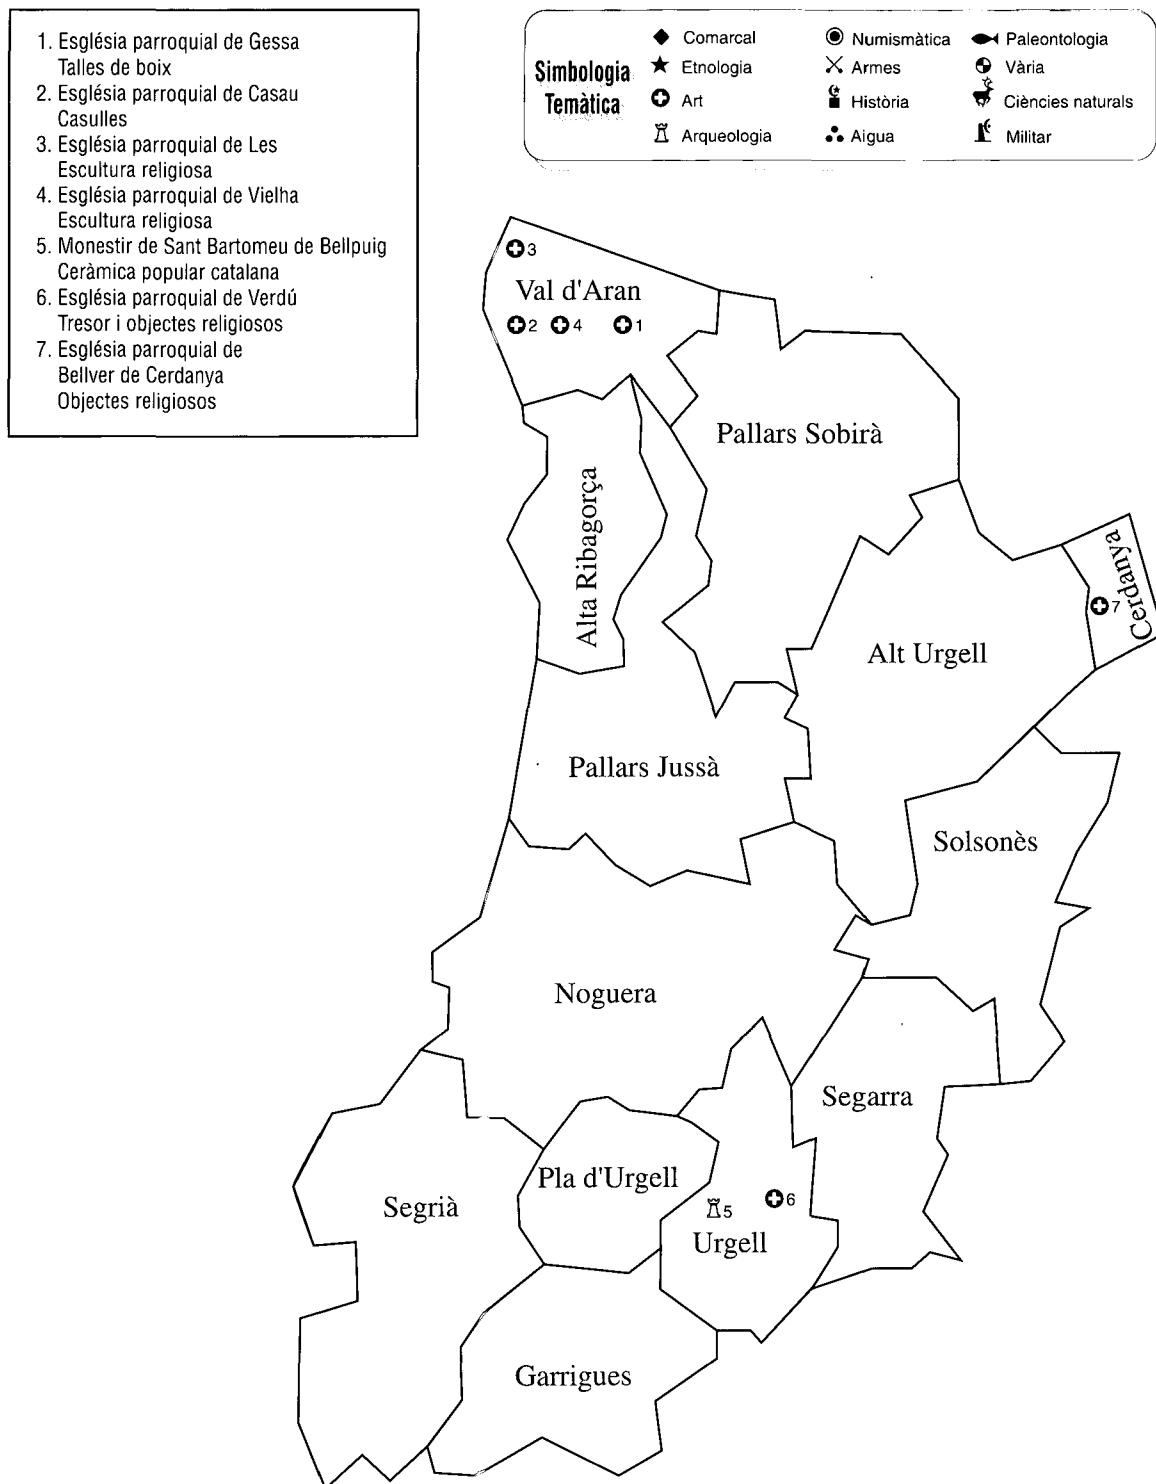 1. Església parroquial de Gessa
Talles de boix
2. Església parroquial de Casau
Casulles
3. Església parroquial de Les
Escultura religiosa
4. Església parroquial de Vielha
Escultura religiosa
5. Monestir de Sant Bartomeu de Bellpuig
Ceràmica popular catalana
6. Església parroquial de Verdú
Tresor i objectes religiosos
7. Església parroquial de
Bellver de Cerdanya
Objectes religiosos
Simbologia
Temàtica
Comarcal
Etnologia
Art
Arqueologia
Numismàtica
Armes
Història
Aigua
Paleontologia
Vària
Ciències naturals
Militar
3
Val d'Aran
2 4 1
Pallars Sobirà
Alta Ribagorça
Cerdanya
7
Alt Urgell
Pallars Jussà
Solsonès
Noguera
Segarra
Pla d'Urgell
Segrià
5 6
Urgell
Garrigues